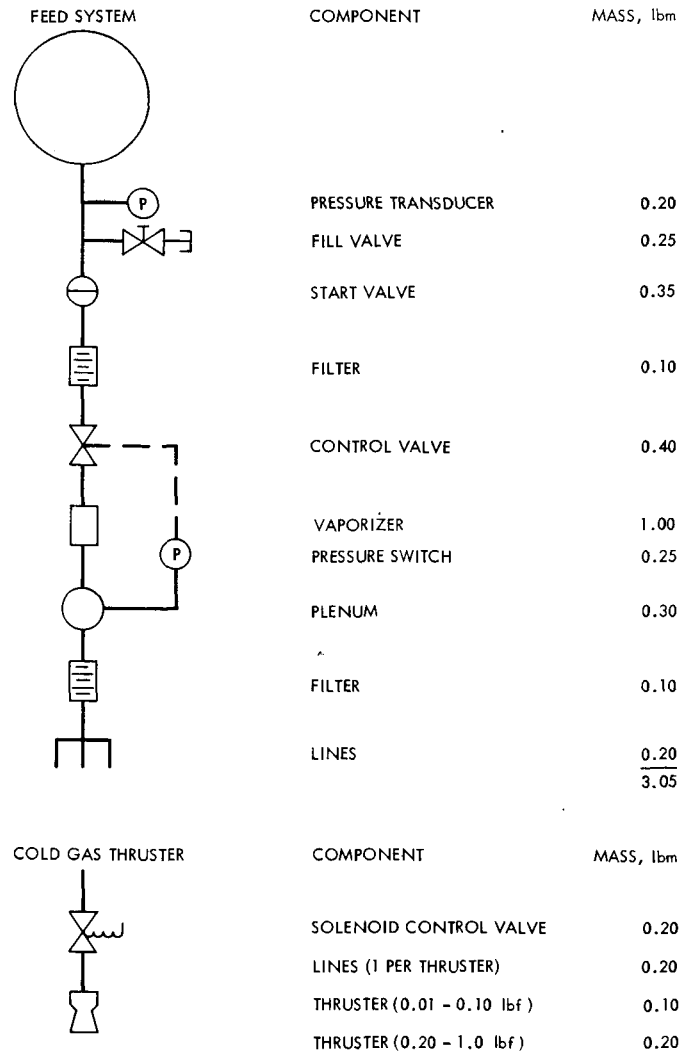 FEED SYSTEM COMPONENT MASS, lbm
P PRESSURE TRANSDUCER 0.20
FILL VALVE 0.25
START VALVE 0.35
FILTER 0.10
CONTROL VALVE 0.40
VAPORIZER 1.00
P PRESSURE SWITCH 0.25
PLENUM 0.30
FILTER 0.10
LINES 0.20
3.05
COLD GAS THRUSTER COMPONENT MASS, lbm
SOLENOID CONTROL VALVE 0.20
LINES (1 PER THRUSTER) 0.20
THRUSTER (0.01 - 0.10 lbf) 0.10
THRUSTER (0.20 - 1.0 lbf) 0.20